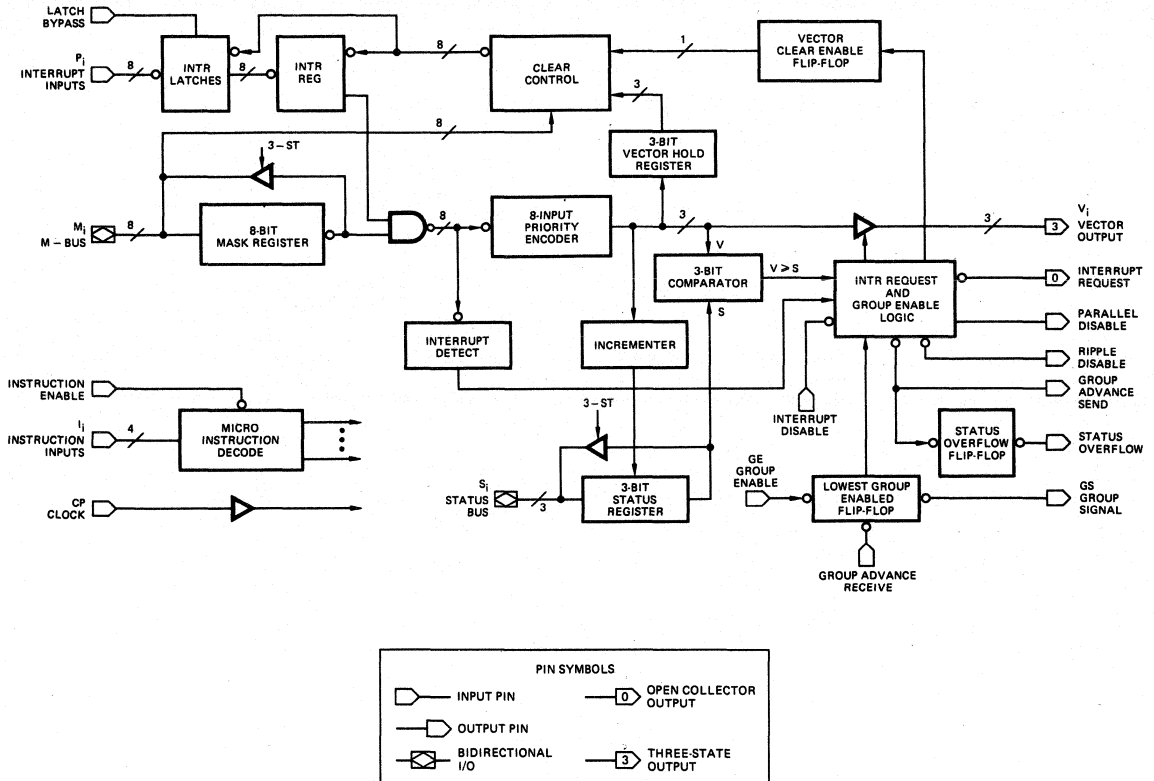 LATCH
BYPASS
Pi
INTERRUPT
INPUTS
8
INTR
LATCHES
8
INTR
REG
8
CLEAR
CONTROL
1
VECTOR
CLEAR ENABLE
FLIP-FLOP
3
8
3-BIT
VECTOR HOLD
REGISTER
3-ST
Mi
M-BUS
8
8-BIT
MASK REGISTER
8
8-INPUT
PRIORITY
ENCODER
3
3
3
Vi
VECTOR
OUTPUT
V
3-BIT
COMPARATOR
V≥S
S
INTR REQUEST
AND
GROUP ENABLE
LOGIC
0
INTERRUPT
REQUEST
PARALLEL
DISABLE
RIPPLE
DISABLE
GROUP
ADVANCE
SEND
INTERRUPT
DETECT
INCREMENTER
INTERRUPT
DISABLE
INSTRUCTION
ENABLE
Ii
INSTRUCTION
INPUTS
4
MICRO
INSTRUCTION
DECODE
3-ST
STATUS
OVERFLOW
FLIP-FLOP
STATUS
OVERFLOW
CP
CLOCK
Si
STATUS
BUS
3
3-BIT
STATUS
REGISTER
GE
GROUP
ENABLE
LOWEST GROUP
ENABLED
FLIP-FLOP
GS
GROUP
SIGNAL
GROUP ADVANCE
RECEIVE
PIN SYMBOLS
INPUT PIN
0
OPEN COLLECTOR
OUTPUT
OUTPUT PIN
BIDIRECTIONAL
I/O
3
THREE-STATE
OUTPUT